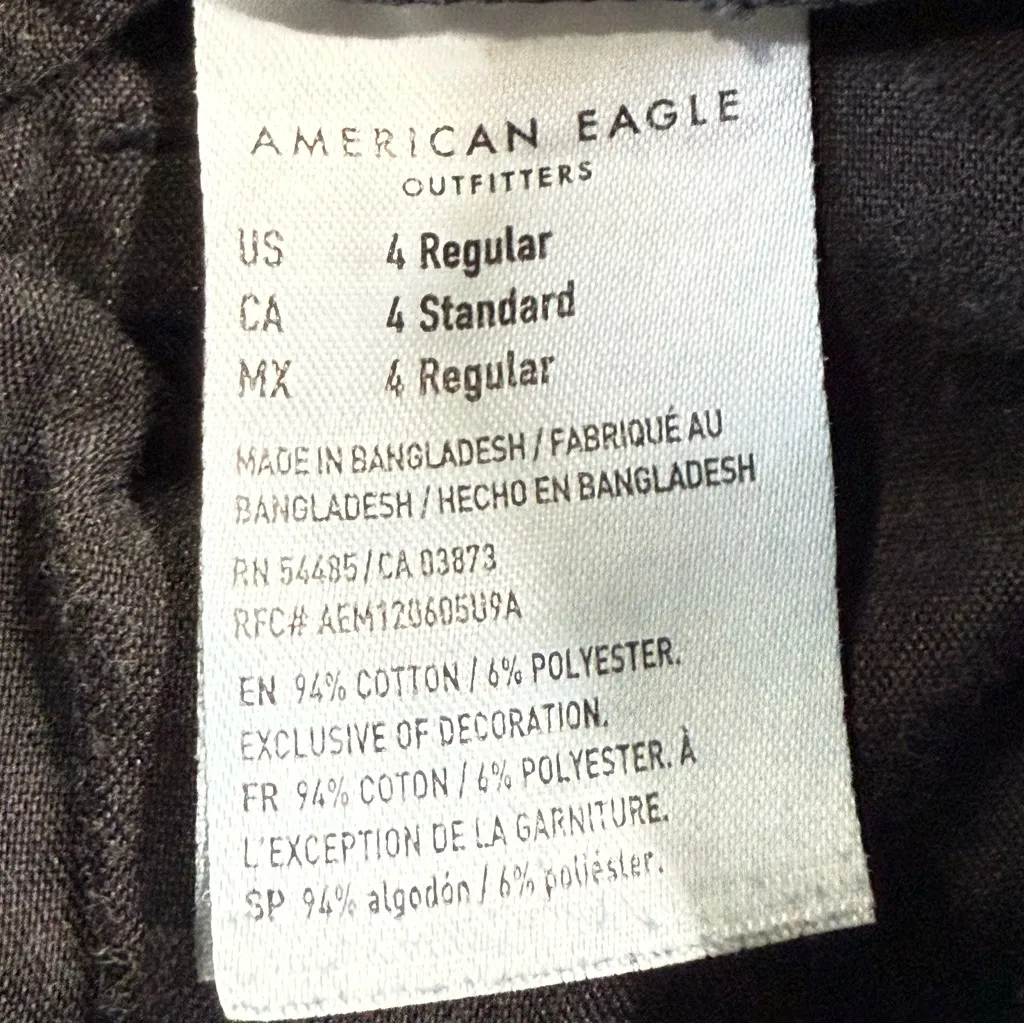 AMERICAN EAGLE
OUTFITTERS
US 4 Regular
CA 4 Standard
MX 4 Regular
MADE IN BANGLADESH / FABRIQUÉ AU
BANGLADESH / HECHO EN BANGLADESH
RN 54485 / CA 03873
RFC# AEM120605U9A
EN 94% COTTON / 6% POLYESTER.
EXCLUSIVE OF DECORATION.
FR 94% COTON / 6% POLYESTER. À
L'EXCEPTION DE LA GARNITURE.
SP 94% algodón / 6% poliéster.